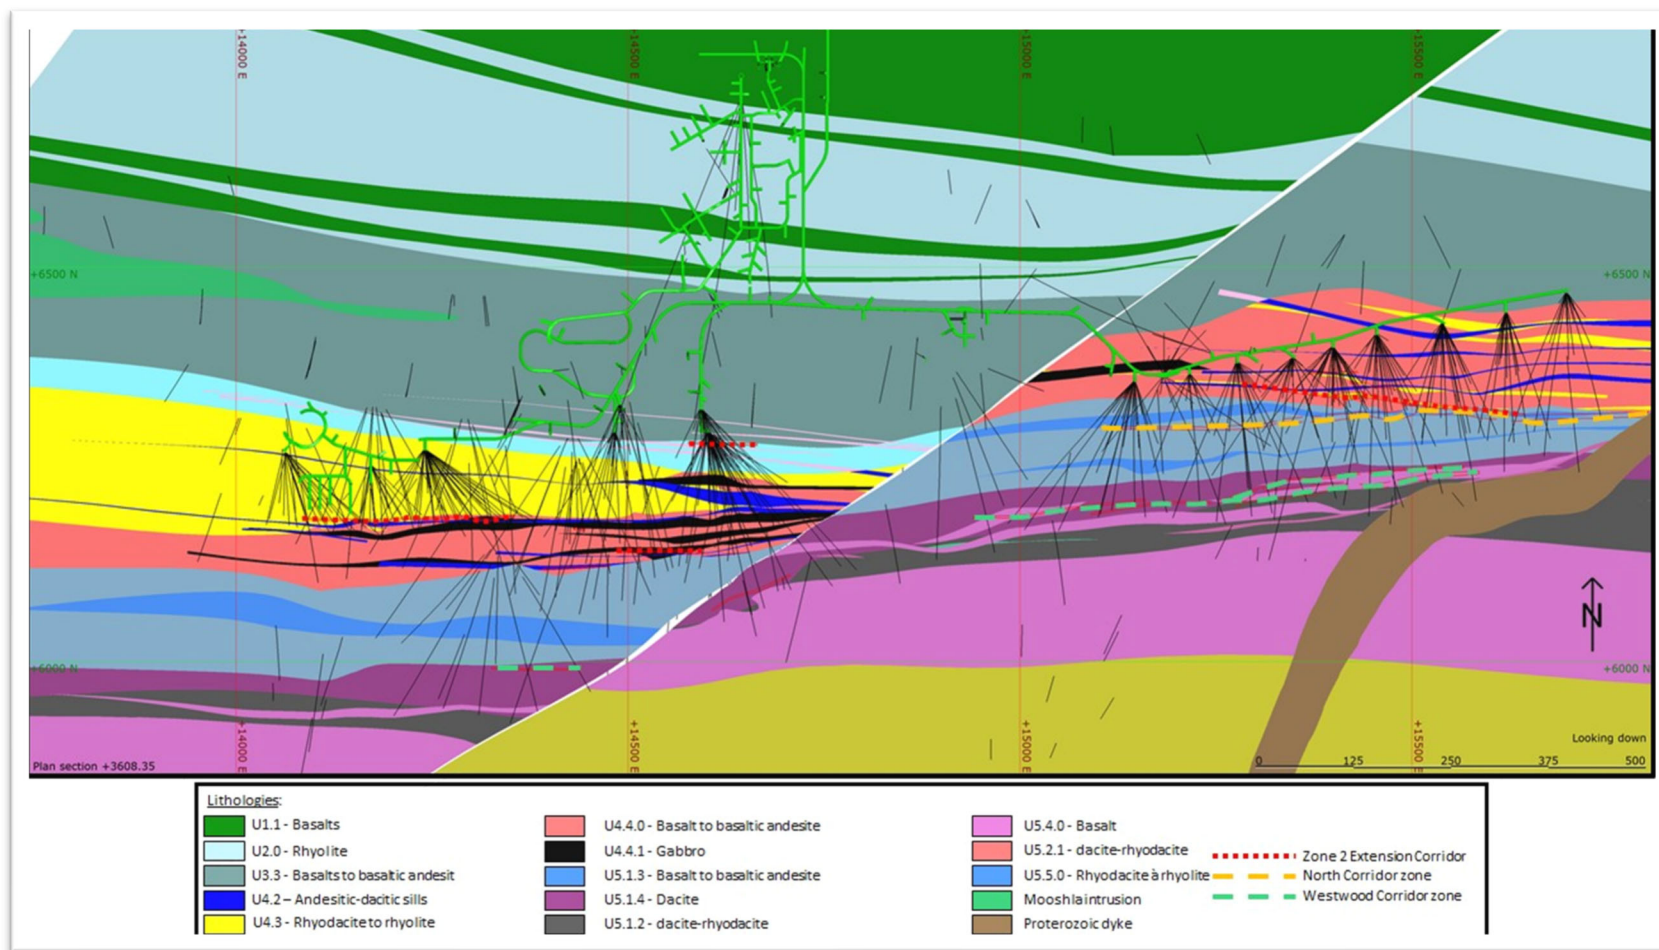 +14000 E
+14500 E
+15000 E
+15500 E
+6500 N
+6500 N
+6000 N
+6000 N
N
+14000 E
+14500 E
+15000 E
+15500 E
Looking down
Plan section +3608.35
0 125 250 375 500
Lithologies:
U1.1 - Basalts
U2.0 - Rhyolite
U3.3 - Basalts to basaltic andesit
U4.2 – Andesitic-dacitic sills
U4.3 - Rhyodacite to rhyolite
U4.4.0 - Basalt to basaltic andesite
U4.4.1 - Gabbro
U5.1.3 - Basalt to basaltic andesite
U5.1.4 - Dacite
U5.1.2 - dacite-rhyodacite
U5.4.0 - Basalt
U5.2.1 - dacite-rhyodacite
U5.5.0 - Rhyodacite à rhyolite
Mooshla intrusion
Proterozoic dyke
Zone 2 Extension Corridor
North Corridor zone
Westwood Corridor zone